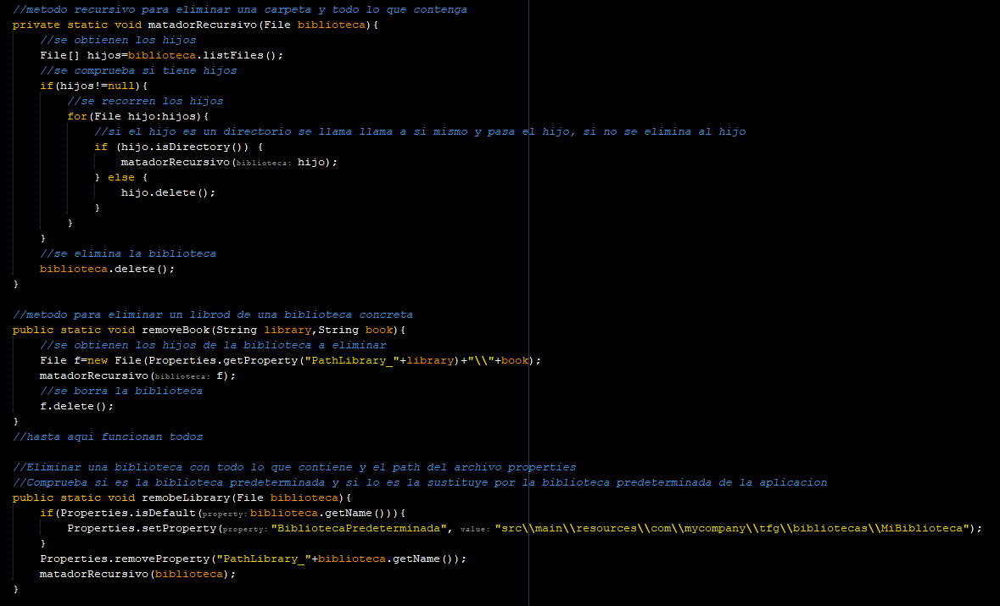 //metodo recursivo para eliminar una carpeta y todo lo que contenga
private static void matadorRecursivo(File biblioteca){
    //se obtienen los hijos
    File[] hijos=biblioteca.listFiles();
    //se comprueba si tiene hijos
    if(hijos!=null){
        //se recorren los hijos
        for(File hijo:hijos){
            //si el hijo es un directorio se llama llama a si mismo y pasa el hijo, si no se elimina al hijo
            if (hijo.isDirectory()) {
                matadorRecursivo(biblioteca: hijo);
            } else {
                hijo.delete();
            }
        }
    }
    //se elimina la biblioteca
    biblioteca.delete();
}

//metodo para eliminar un librod de una biblioteca concreta
public static void removeBook(String library,String book){
    //se obtienen los hijos de la biblioteca a eliminar
    File f=new File(Properties.getProperty("PathLibrary_"+library)+"\\"+book);
    matadorRecursivo(biblioteca: f);
    //se borra la biblioteca
    f.delete();
}
//hasta aqui funcionan todos

//Eliminar una biblioteca con todo lo que contiene y el path del archivo properties
//Comprueba si es la biblioteca predeterminada y si lo es la sustituye por la biblioteca predeterminada de la aplicacion
public static void remobeLibrary(File biblioteca){
    if(Properties.isDefault(property: biblioteca.getName())){
        Properties.setProperty(property: "BibliotecaPredeterminada", value: "src\\main\\resources\\com\\mycompany\\tfg\\bibliotecas\\MiBiblioteca");
    }
    Properties.removeProperty("PathLibrary_"+biblioteca.getName());
    matadorRecursivo(biblioteca);
}